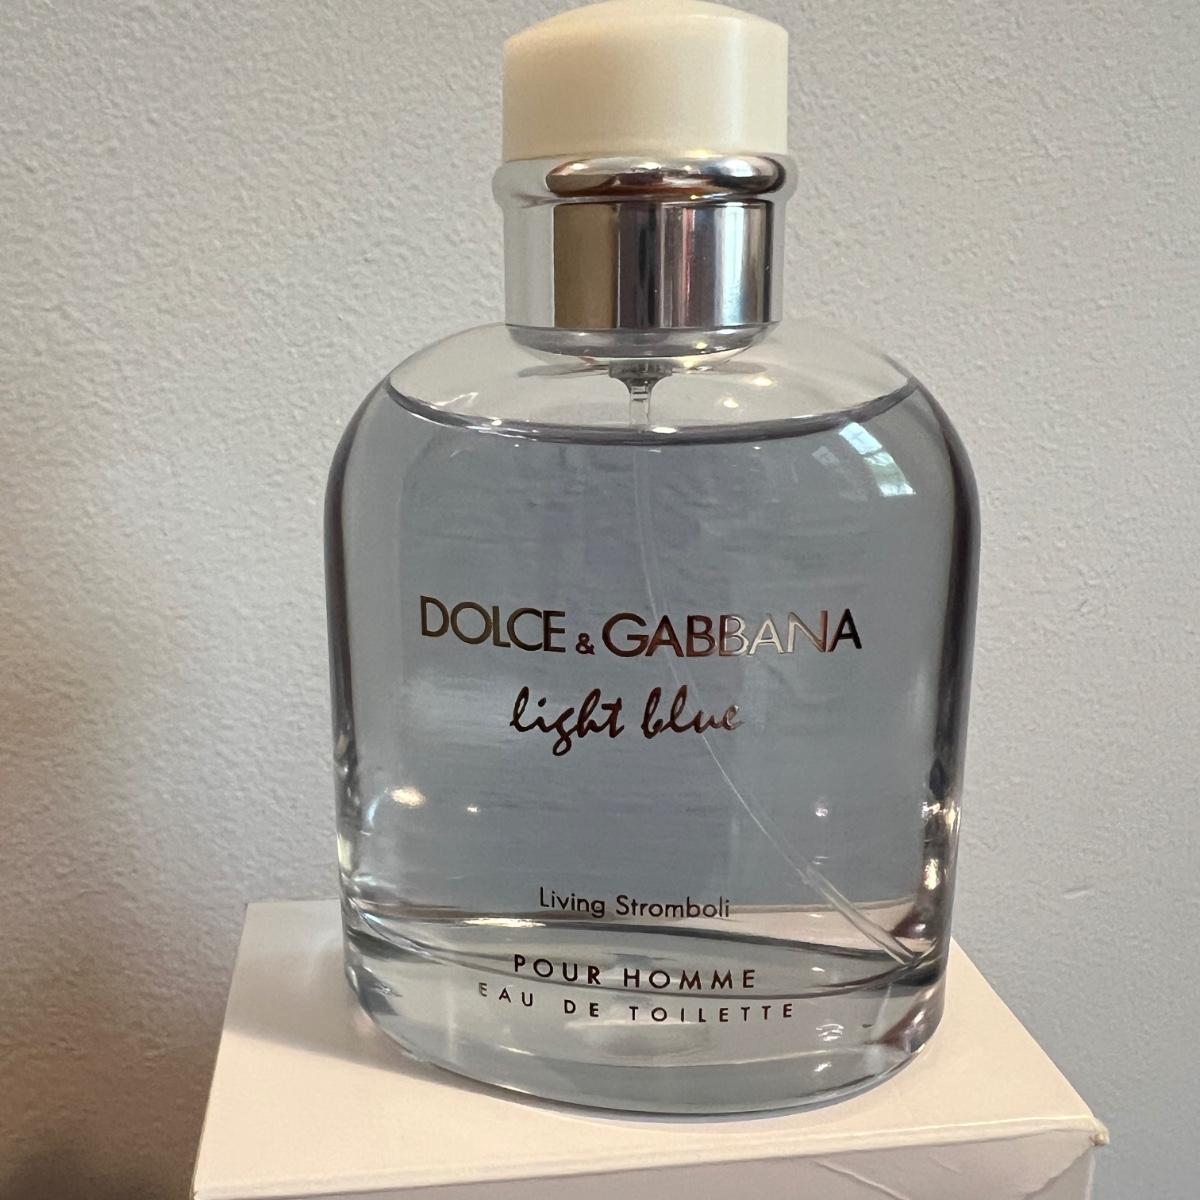 DOLCE & GABBANA
light blue
Living Stromboli
POUR HOMME
EAU DE TOILETTE